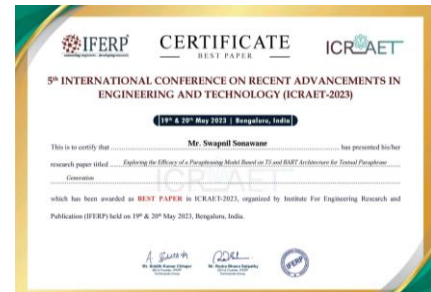 IFERP
CERTIFICATE
BEST PAPER
ICRAET
5th INTERNATIONAL CONFERENCE ON RECENT ADVANCEMENTS IN
ENGINEERING AND TECHNOLOGY (ICRAET-2023)
19th & 20th May 2023 | Bengaluru, India
This is to certify that Mr. Swapnil Sonawane has presented his/her
research paper titled Exploring the Efficacy of a Paraphrasing Model Based on T5 and BART Architecture for Textual Paraphrase
Generation
ICRAET
which has been awarded as BEST PAPER in ICRAET-2023, organized by Institute For Engineering Research and
Publication (IFERP) held on 19th & 20th May 2023, Bengaluru, India.
IFERP